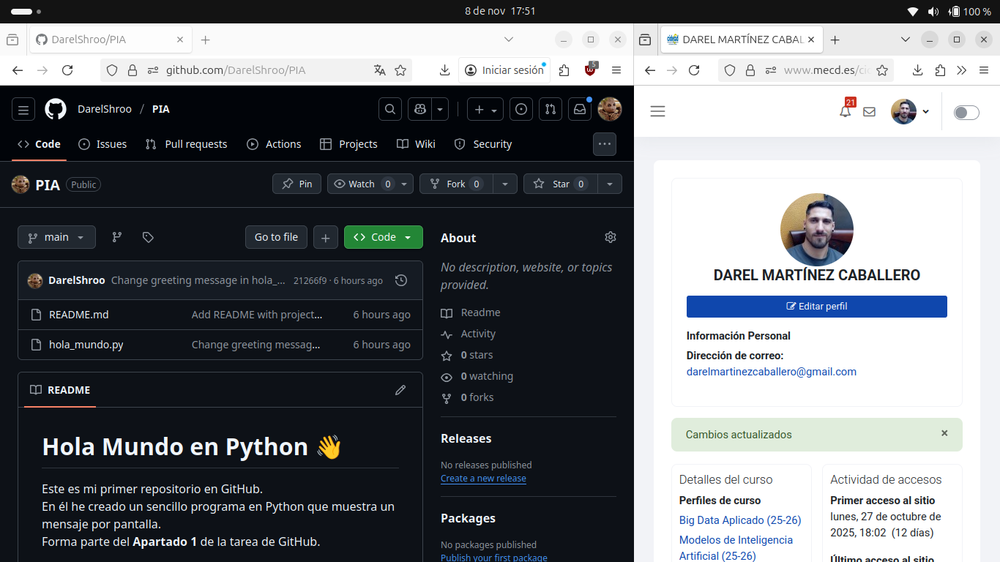 8 de nov 17:51
100 %
DarelShroo/PIA
github.com/DarelShroo/PIA
Iniciar sesión
5
DarelShroo / PIA
Code Issues Pull requests Actions Projects Wiki Security
PIA Public
Pin Watch 0 Fork 0 Star 0
main
Go to file
Code
DarelShroo Change greeting message in hola_... 21266f9 · 6 hours ago
README.md Add README with project... 6 hours ago
hola_mundo.py Change greeting messag... 6 hours ago
README
Hola Mundo en Python 👋
Este es mi primer repositorio en GitHub.
En él he creado un sencillo programa en Python que muestra un
mensaje por pantalla.
Forma parte del Apartado 1 de la tarea de GitHub.
About
No description, website, or topics
provided.
Readme
Activity
0 stars
0 watching
0 forks
Releases
No releases published
Create a new release
Packages
No packages published
Publish your first package
DAREL MARTÍNEZ CABAL
www.mecd.es/cid
21
DAREL MARTÍNEZ CABALLERO
Editar perfil
Información Personal
Dirección de correo:
darelmartinezcaballero@gmail.com
Cambios actualizados
Detalles del curso
Perfiles de curso
Big Data Aplicado (25-26)
Modelos de Inteligencia
Artificial (25-26)
Actividad de accesos
Primer acceso al sitio
lunes, 27 de octubre de
2025, 18:02 (12 días)
Último acceso al sitio